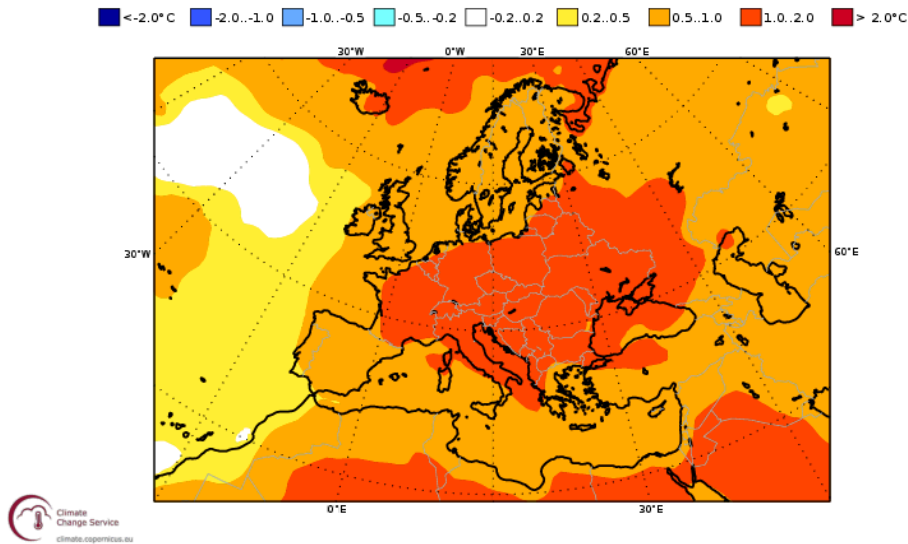 <-2.0°C -2.0..-1.0 -1.0..-0.5 -0.5..-0.2 -0.2..0.2 0.2..0.5 0.5..1.0 1.0..2.0 > 2.0°C
30°W 0°W 30°E 60°E
30°W 60°E
0°E 30°E
Climate
Change Service
climate.copernicus.eu